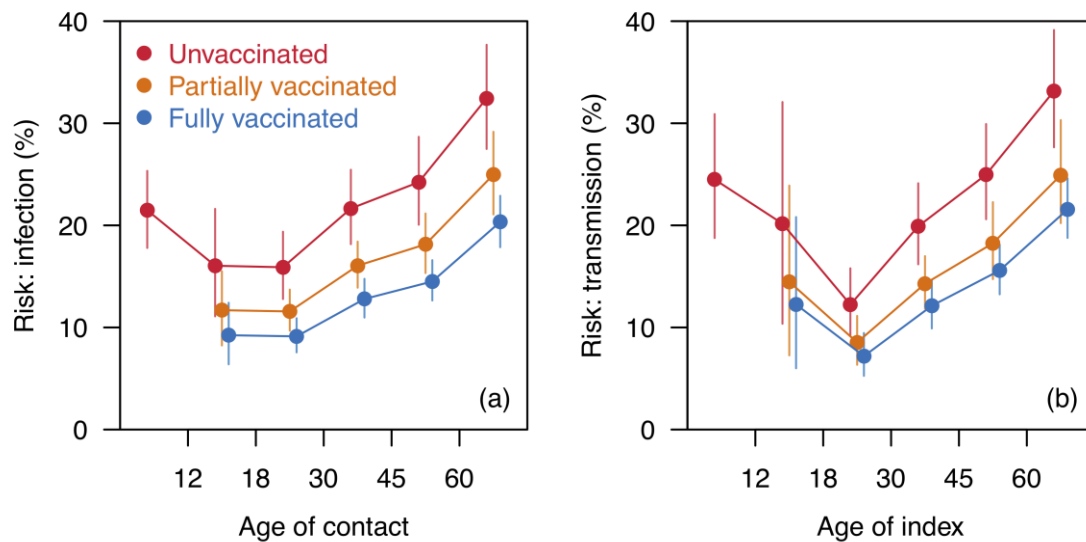 Risk: infection (%)
40
30
20
10
0
Unvaccinated
Partially vaccinated
Fully vaccinated
(a)
12 18 30 45 60
Age of contact
Risk: transmission (%)
40
30
20
10
0
(b)
12 18 30 45 60
Age of index